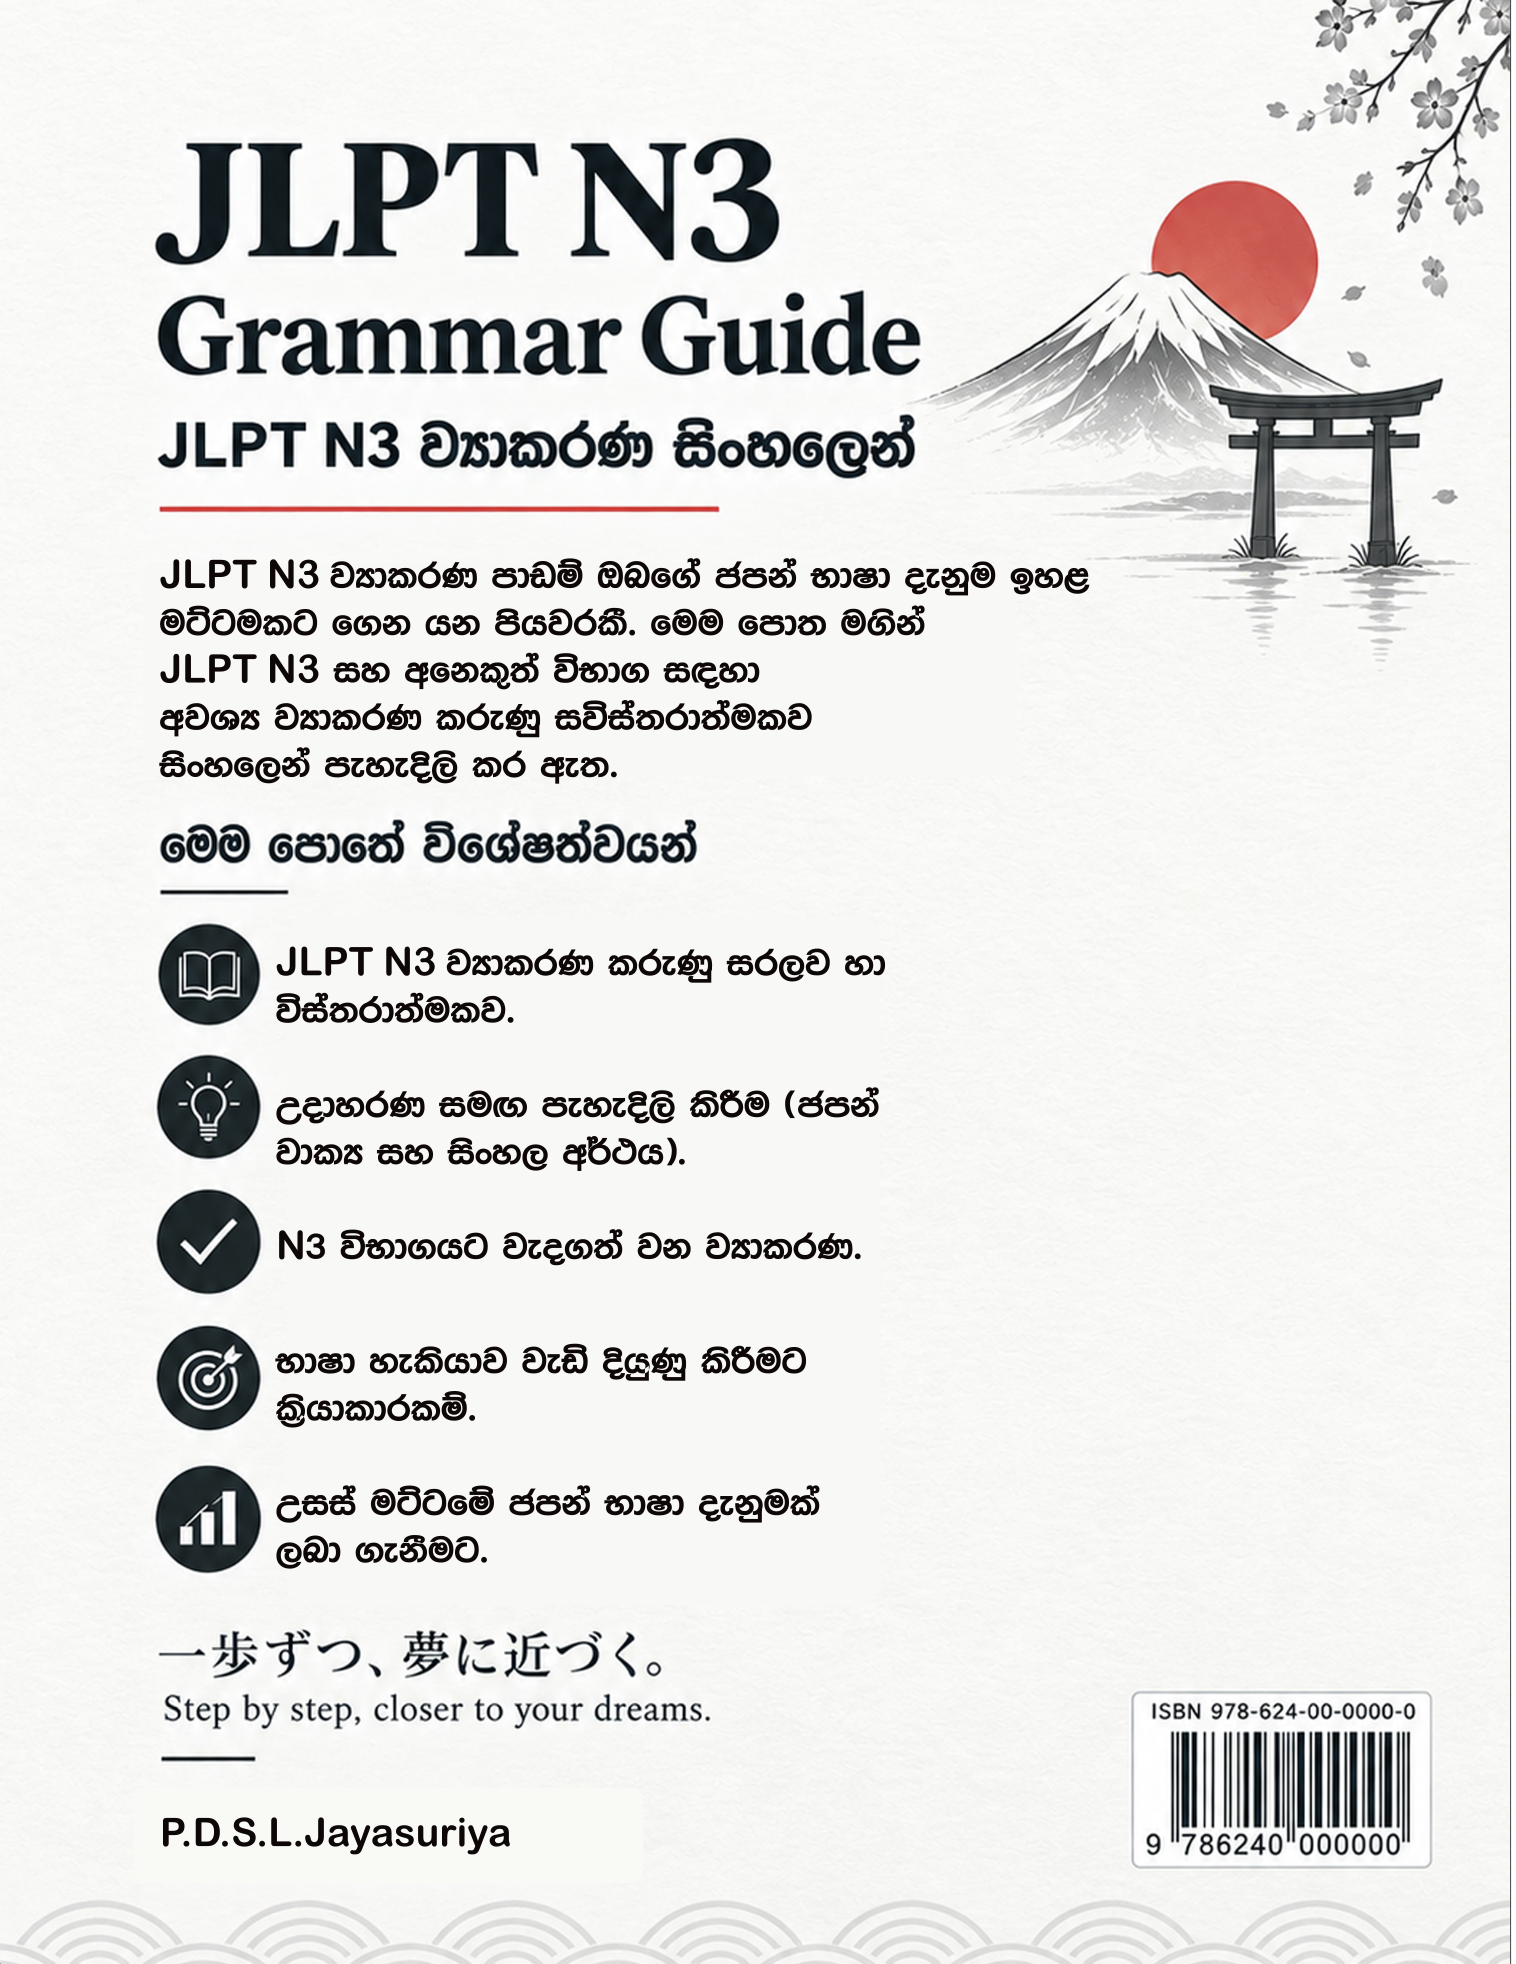 JLPT N3
Grammar Guide
JLPT N3 ව්‍යාකරණ සිංහලෙන්
JLPT N3 ව්‍යාකරණ පාඩම් ඔබගේ ජපන් භාෂා දැනුම ඉහළ
මට්ටමකට ගෙන යන පියවරකී. මෙම පොත මගින්
JLPT N3 සහ අනෙකුත් විභාග සඳහා
අවශ්‍ය ව්‍යාකරණ කරුණු සවිස්තරාත්මකව
සිංහලෙන් පැහැදිලි කර ඇත.
මෙම පොතේ විශේෂත්වයන්
JLPT N3 ව්‍යාකරණ කරුණු සරලව හා
විස්තරාත්මකව.
උදාහරණ සමඟ පැහැදිලි කිරීම (ජපන්
වාක්‍ය සහ සිංහල අර්ථය).
N3 විභාගයට වැදගත් වන ව්‍යාකරණ.
භාෂා හැකියාව වැඩි දියුණු කිරීමට
ක්‍රියාකාරකම්.
උසස් මට්ටමේ ජපන් භාෂා දැනුමක්
ලබා ගැනීමට.
一歩ずつ、夢に近づく。
Step by step, closer to your dreams.
P.D.S.L.Jayasuriya
ISBN 978-624-00-0000-0
9 786240 000000